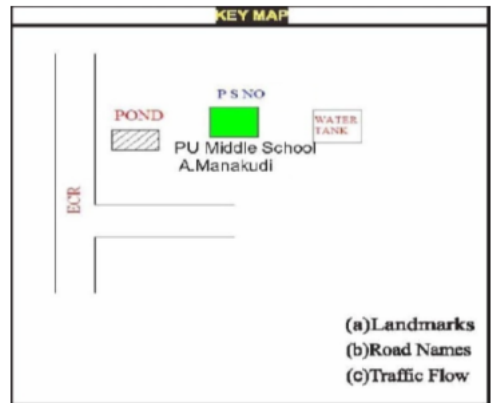 KEY MAP
P S NO
POND
WATER
TANK
PU Middle School
A.Manakudi
ECR
(a)Landmarks
(b)Road Names
(c)Traffic Flow